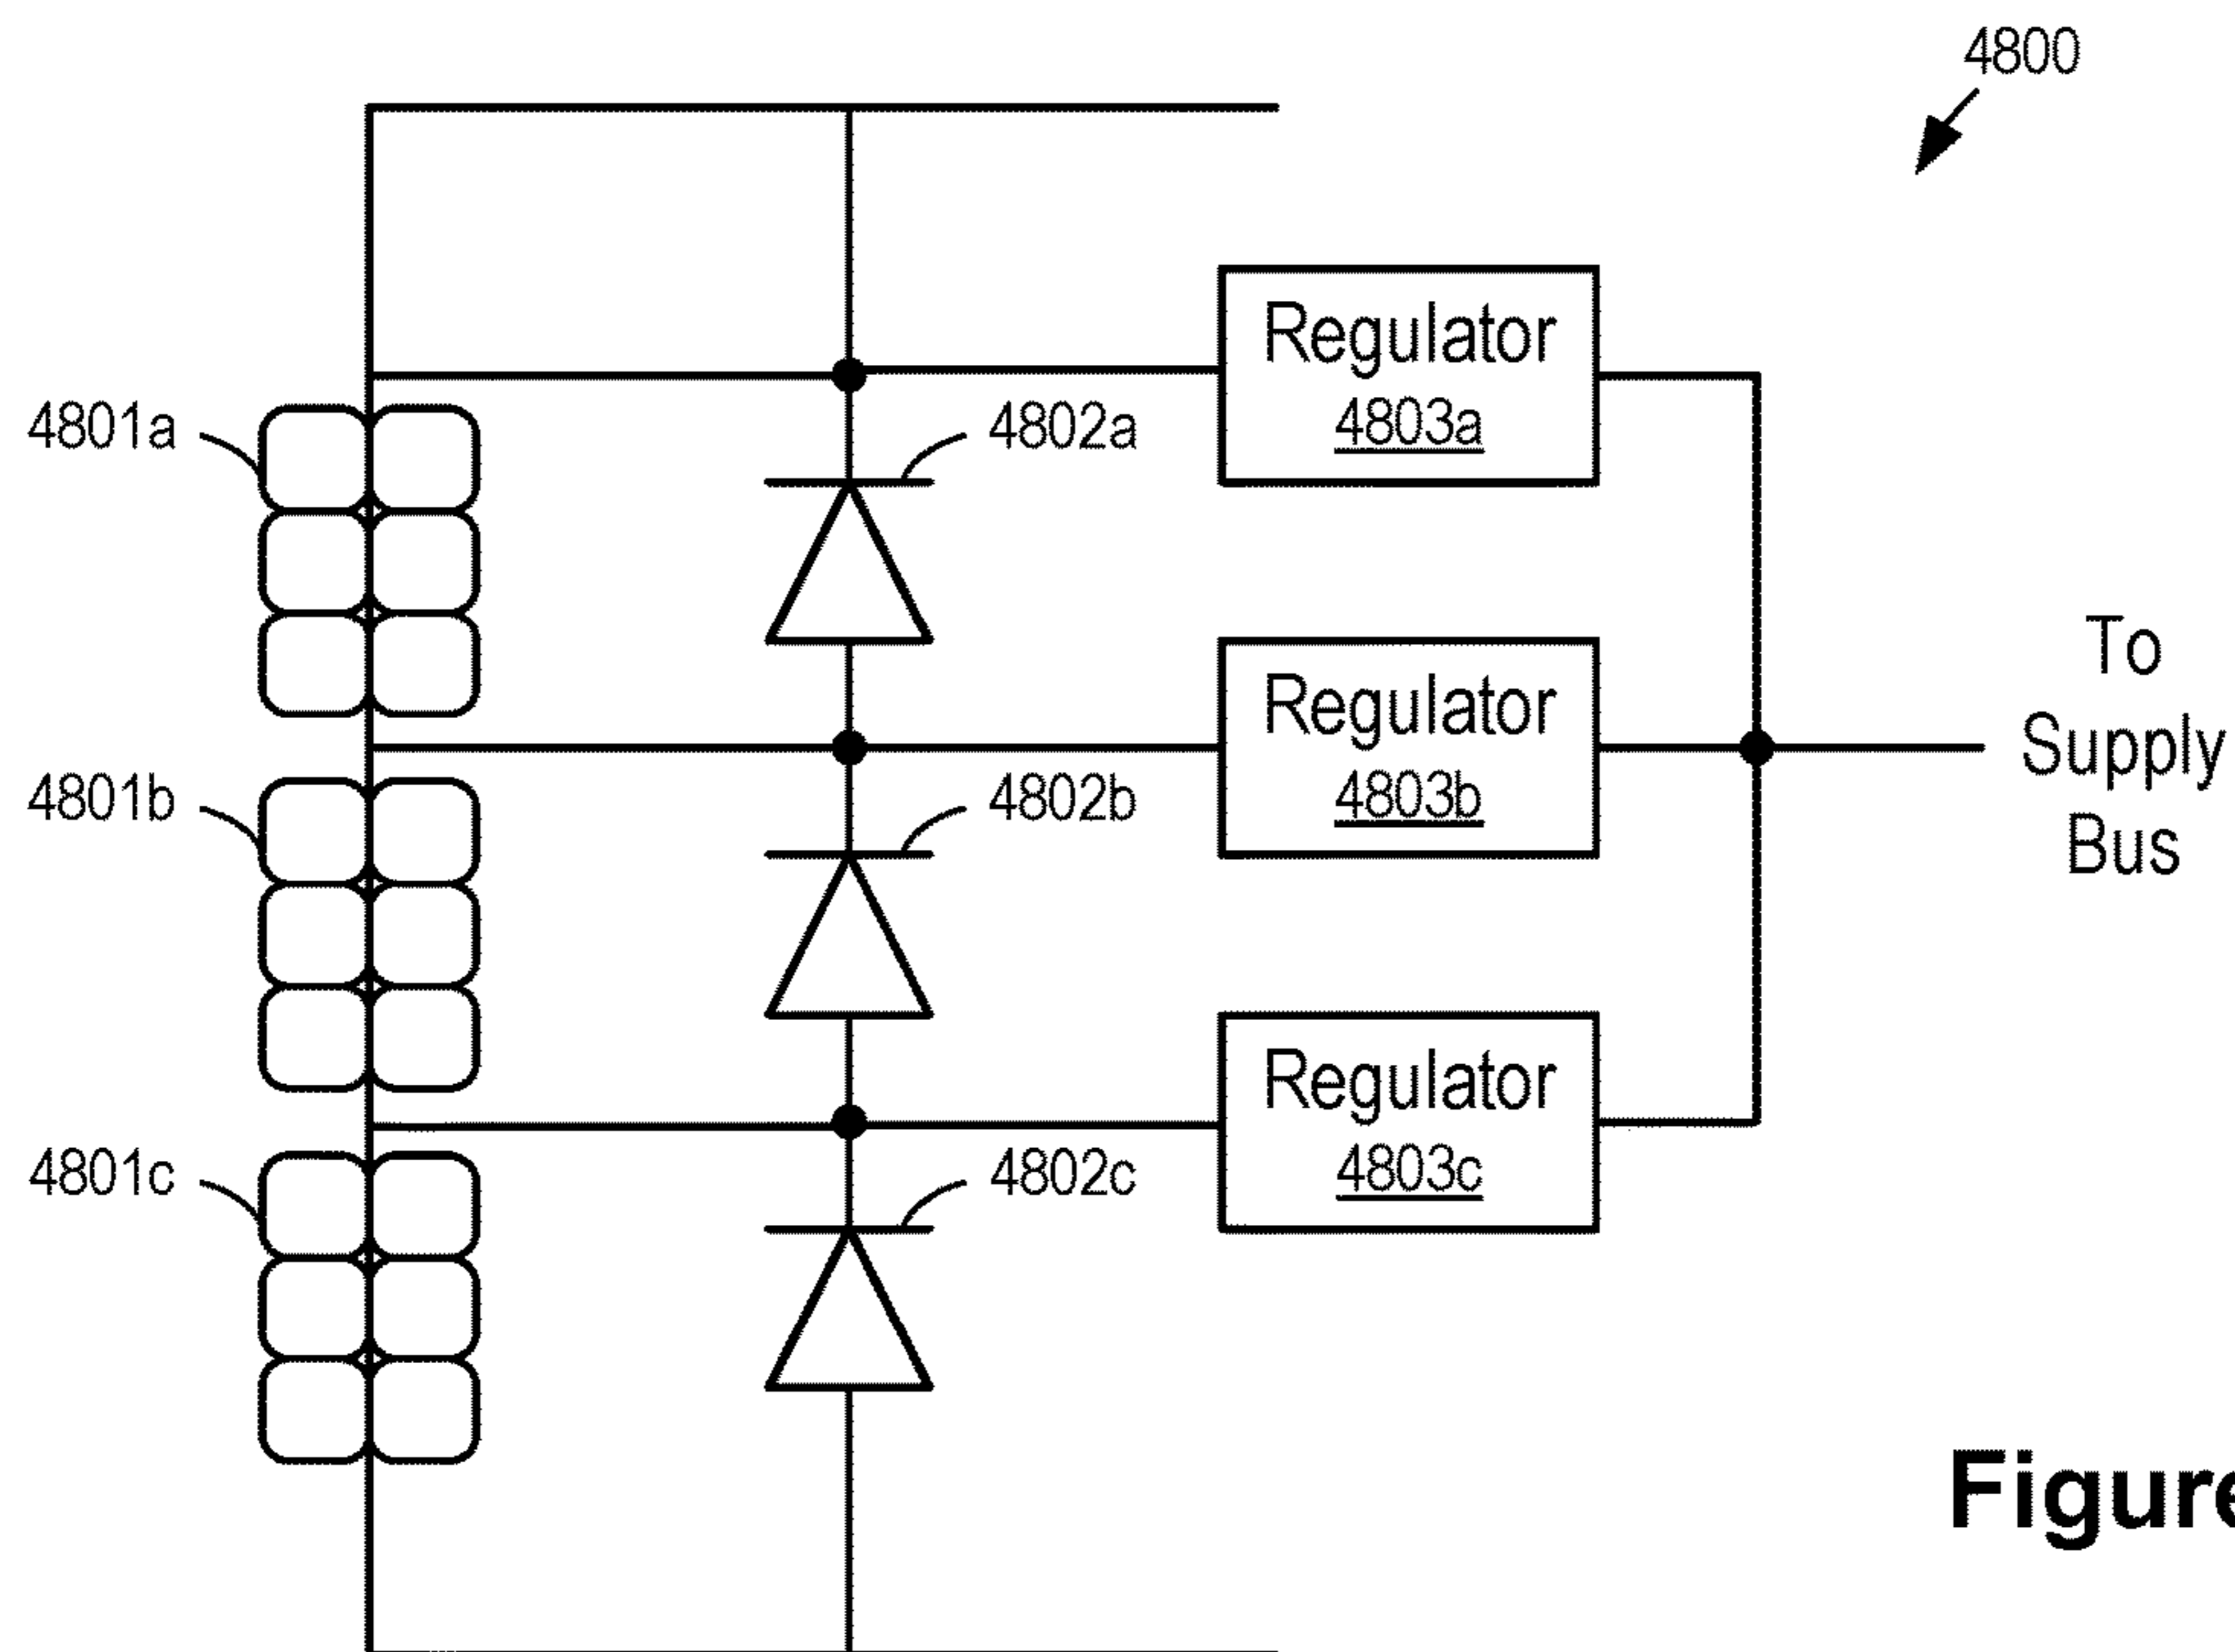 4800
Regulator
4803a
4801a
4802a
Regulator
4803b
To
Supply
Bus
4801b
4802b
Regulator
4803c
4801c
4802c
Figure